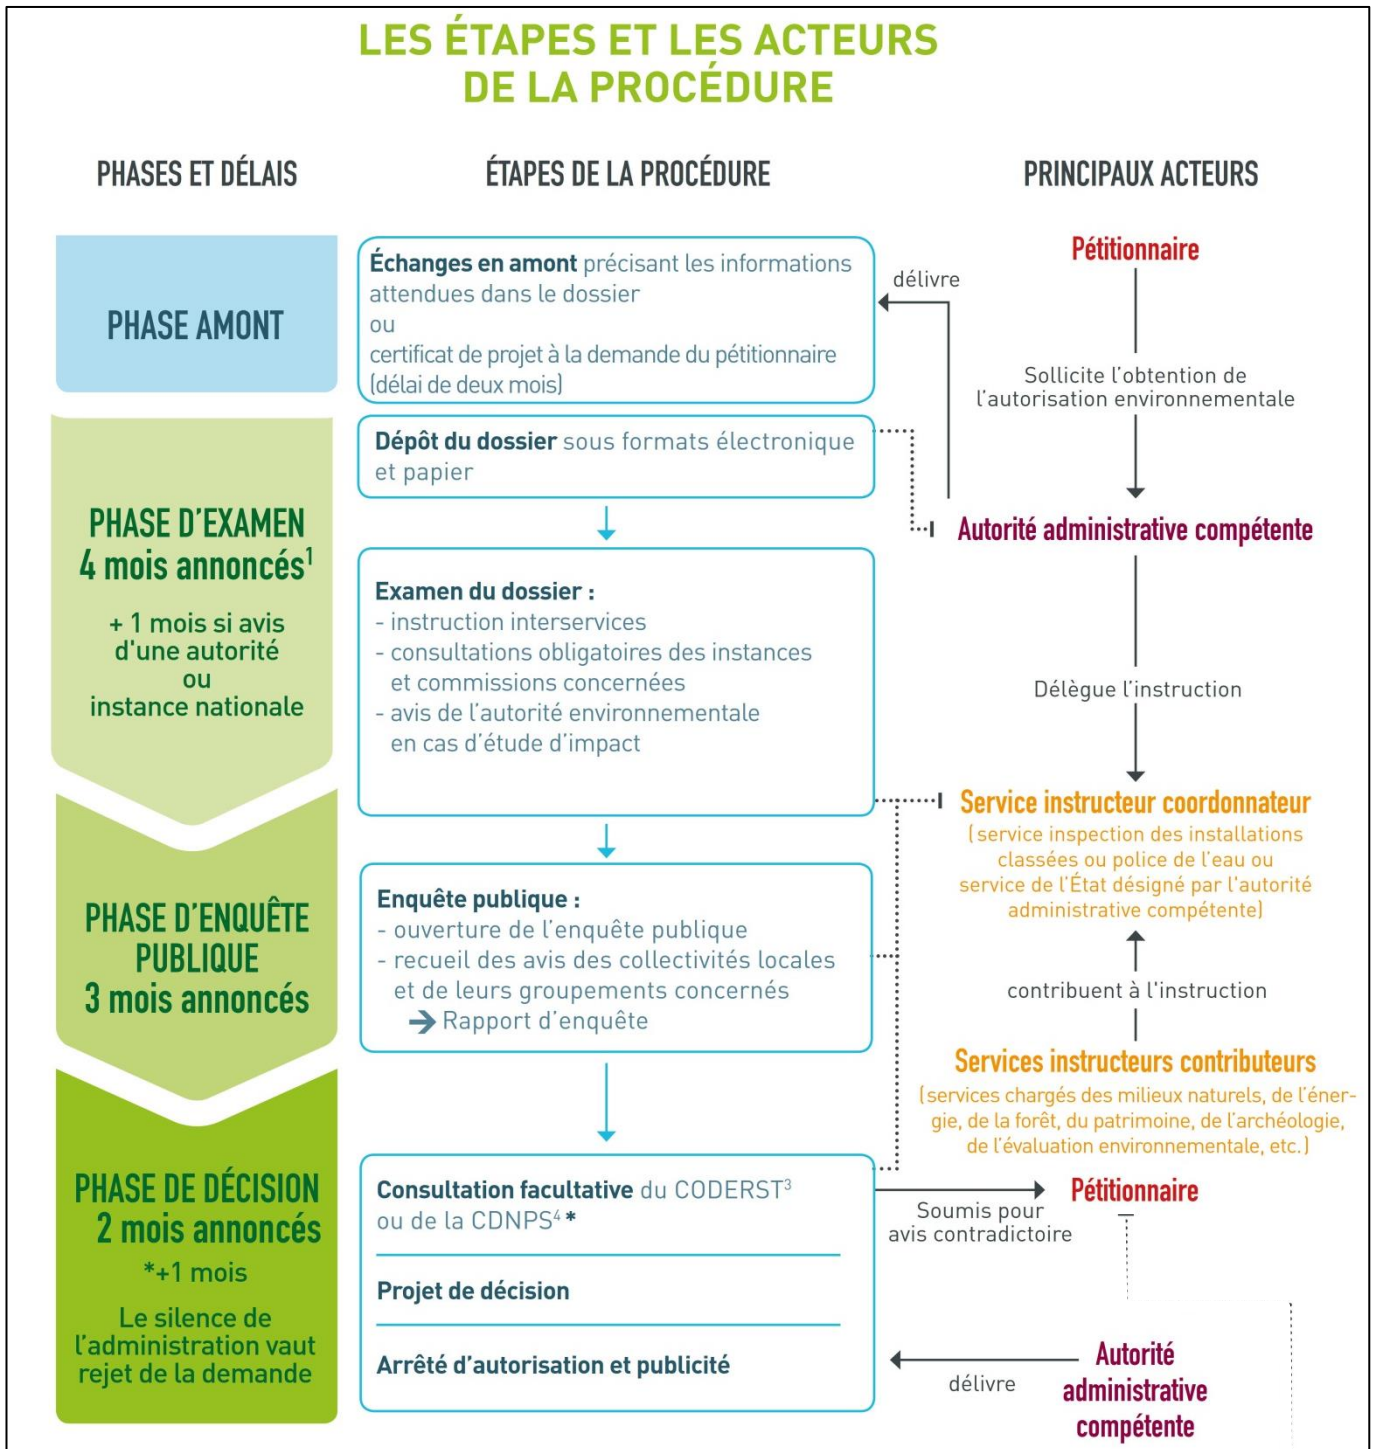 LES ÉTAPES ET LES ACTEURS
DE LA PROCÉDURE
PHASES ET DÉLAIS
ÉTAPES DE LA PROCÉDURE
PRINCIPAUX ACTEURS
PHASE AMONT
Échanges en amont précisant les informations
attendues dans le dossier
ou
certificat de projet à la demande du pétitionnaire
(délai de deux mois)
délivre
Pétitionnaire
Sollicite l’obtention de
l’autorisation environnementale
PHASE D’EXAMEN
4 mois annoncés¹
+ 1 mois si avis
d'une autorité
ou
instance nationale
Dépôt du dossier sous formats électronique
et papier
Autorité administrative compétente
Examen du dossier :
- instruction interservices
- consultations obligatoires des instances
et commissions concernées
- avis de l’autorité environnementale
en cas d’étude d’impact
Délègue l’instruction
Service instructeur coordonnateur
(service inspection des installations
classées ou police de l’eau ou
service de l’État désigné par l'autorité
administrative compétente)
PHASE D’ENQUÊTE
PUBLIQUE
3 mois annoncés
Enquête publique :
- ouverture de l’enquête publique
- recueil des avis des collectivités locales
et de leurs groupements concernés
➔ Rapport d’enquête
contribuent à l'instruction
Services instructeurs contributeurs
(services chargés des milieux naturels, de l’éner-
gie, de la forêt, du patrimoine, de l’archéologie,
de l’évaluation environnementale, etc.)
PHASE DE DÉCISION
2 mois annoncés
*+1 mois
Le silence de
l’administration vaut
rejet de la demande
Consultation facultative du CODERST³
ou de la CDNPS⁴ *
Projet de décision
Arrêté d’autorisation et publicité
Soumis pour
avis contradictoire
Pétitionnaire
délivre
Autorité
administrative
compétente